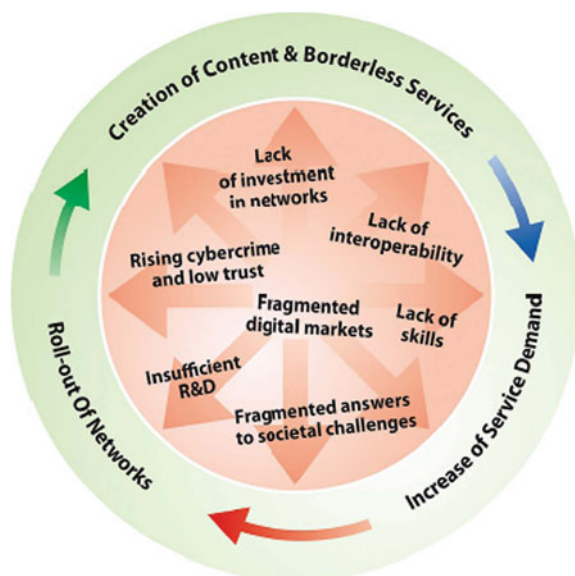 Creation of Content & Borderless Services
Lack
of investment
in networks
Lack of
interoperability
Rising cybercrime
and low trust
Fragmented
digital markets
Lack of
skills
Insufficient
R&D
Fragmented answers
to societal challenges
Roll-out Of Networks
Increase of Service Demand